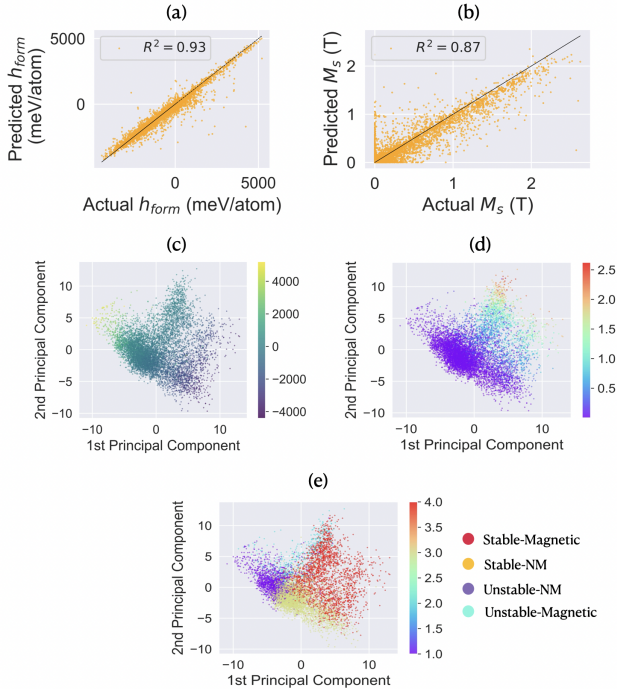 (a)
R² = 0.93
5000
0
0
5000
Predicted h_form
(meV/atom)
Actual h_form (meV/atom)
(b)
R² = 0.87
2
1
0
0
1
2
Predicted M_s (T)
Actual M_s (T)
(c)
10
5
0
−5
−10
−10
0
10
2nd Principal Component
1st Principal Component
4000
2000
0
−2000
−4000
(d)
10
5
0
−5
−10
−10
0
10
2nd Principal Component
1st Principal Component
2.5
2.0
1.5
1.0
0.5
(e)
10
5
0
−5
−10
−10
0
10
2nd Principal Component
1st Principal Component
4.0
3.5
3.0
2.5
2.0
1.5
1.0
Stable-Magnetic
Stable-NM
Unstable-NM
Unstable-Magnetic